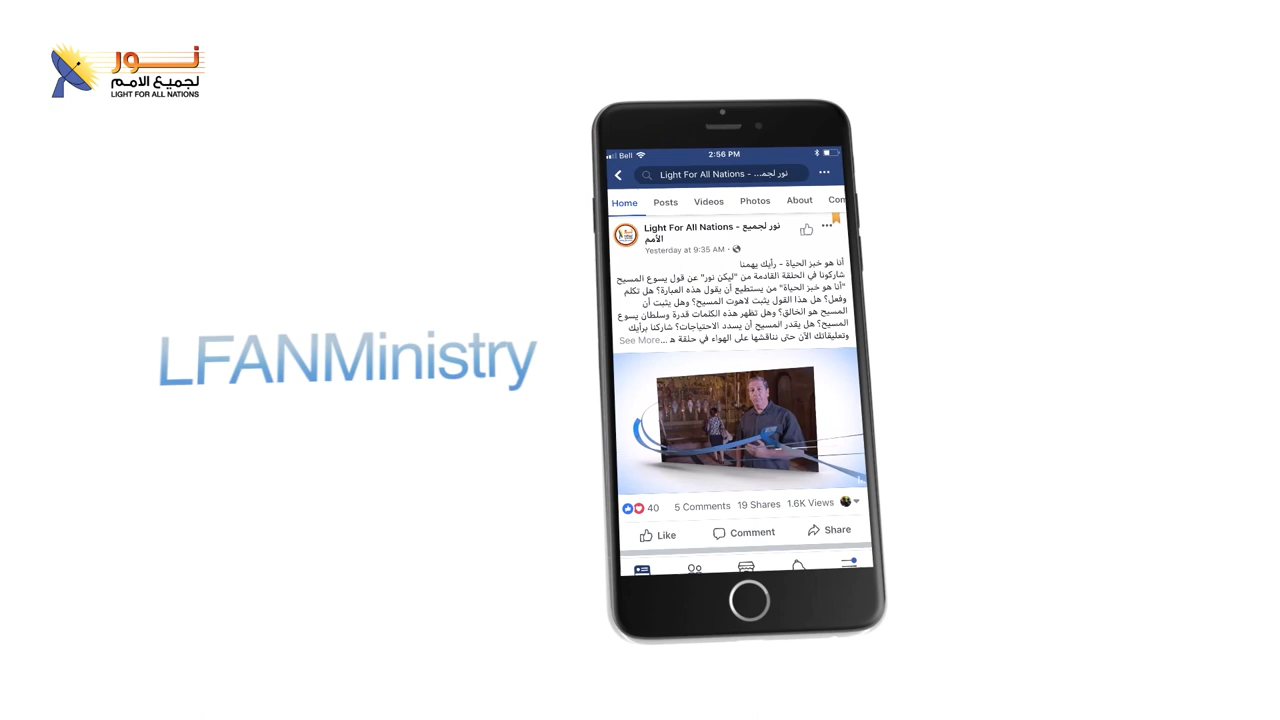 نور
لجميع الامم
LIGHT FOR ALL NATIONS
LFANMinistry
Bell
2:56 PM
Light For All Nations - نور لجمـ...
Home Posts Videos Photos About Con
Light For All Nations - نور لجميع
الأمم
Yesterday at 9:35 AM
أنا هو خبز الحياة - رأيك يهمنا
شاركونا في الحلقة القادمة من "ليكن نور" عن قول يسوع المسيح
"أنا هو خبز الحياة" من يستطيع أن يقول هذه العبارة؟ هل تكلم
وفعل؟ هل هذا القول يثبت لاهوت المسيح؟ وهل يثبت أن
المسيح هو الخالق؟ وهل تظهر هذه الكلمات قدرة وسلطان يسوع
المسيح؟ هل يقدر المسيح أن يسدد الاحتياجات؟ شاركنا برأيك
وتعليقاتك الآن حتى نناقشها على الهواء في حلقة هـ ... See More
40 5 Comments 19 Shares 1.6K Views
Like Comment Share